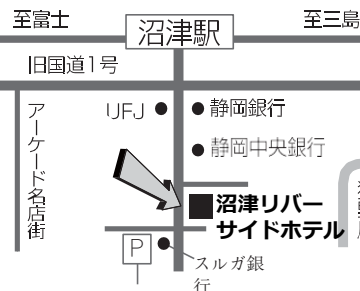 至富士
沼津駅
至三島
旧国道1号
アーケード名店街
UFJ
静岡銀行
静岡中央銀行
沼津リバー
サイドホテル
P
スルガ銀
行